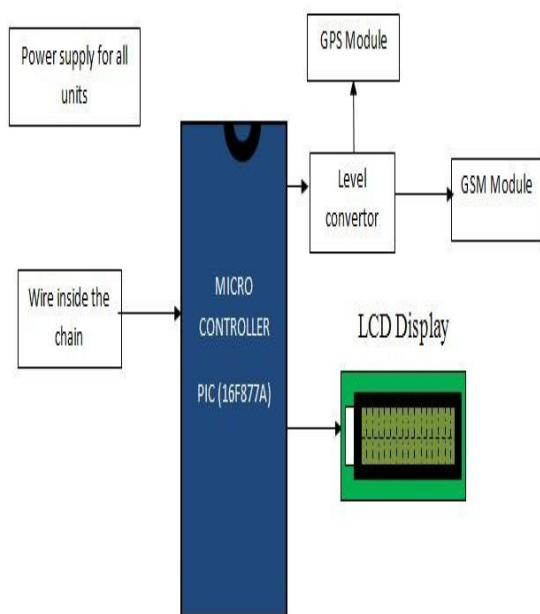 GPS Module
Power supply for all
units
Level
convertor
GSM Module
Wire inside the
chain
MICRO
CONTROLLER
PIC (16F877A)
LCD Display